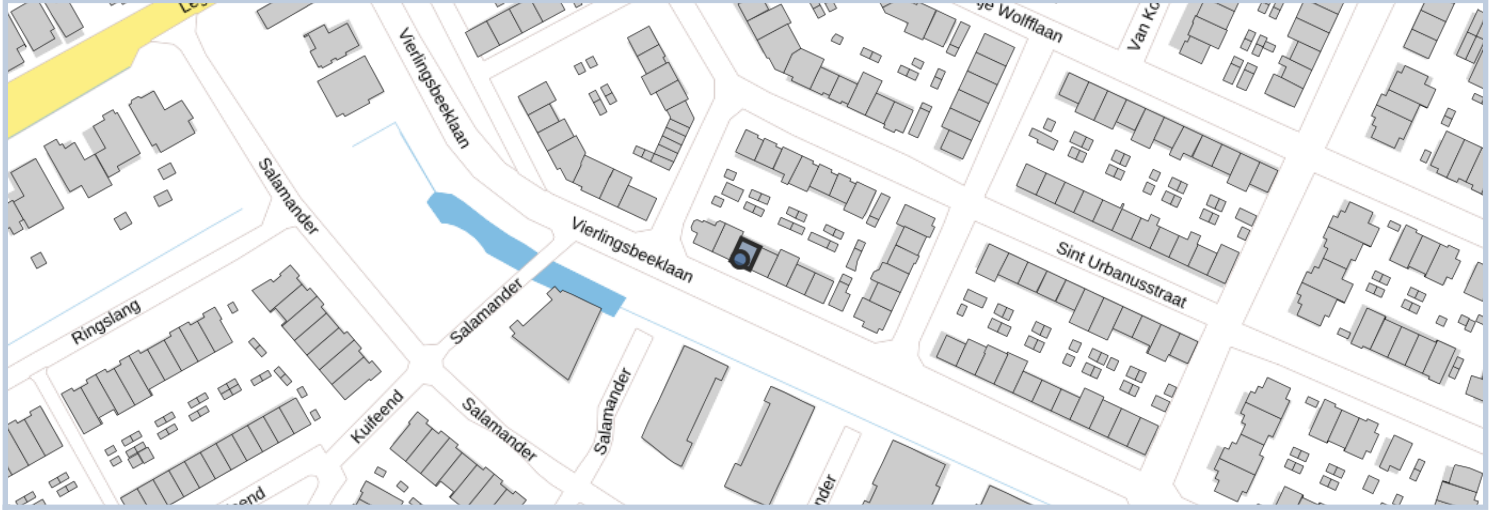 Vierlingsbeeklaan
Wolfflaan
Salamander
Vierlingsbeeklaan
Sint Urbanusstraat
Ringslang
Salamander
Kuifeend
Salamander
Salamander